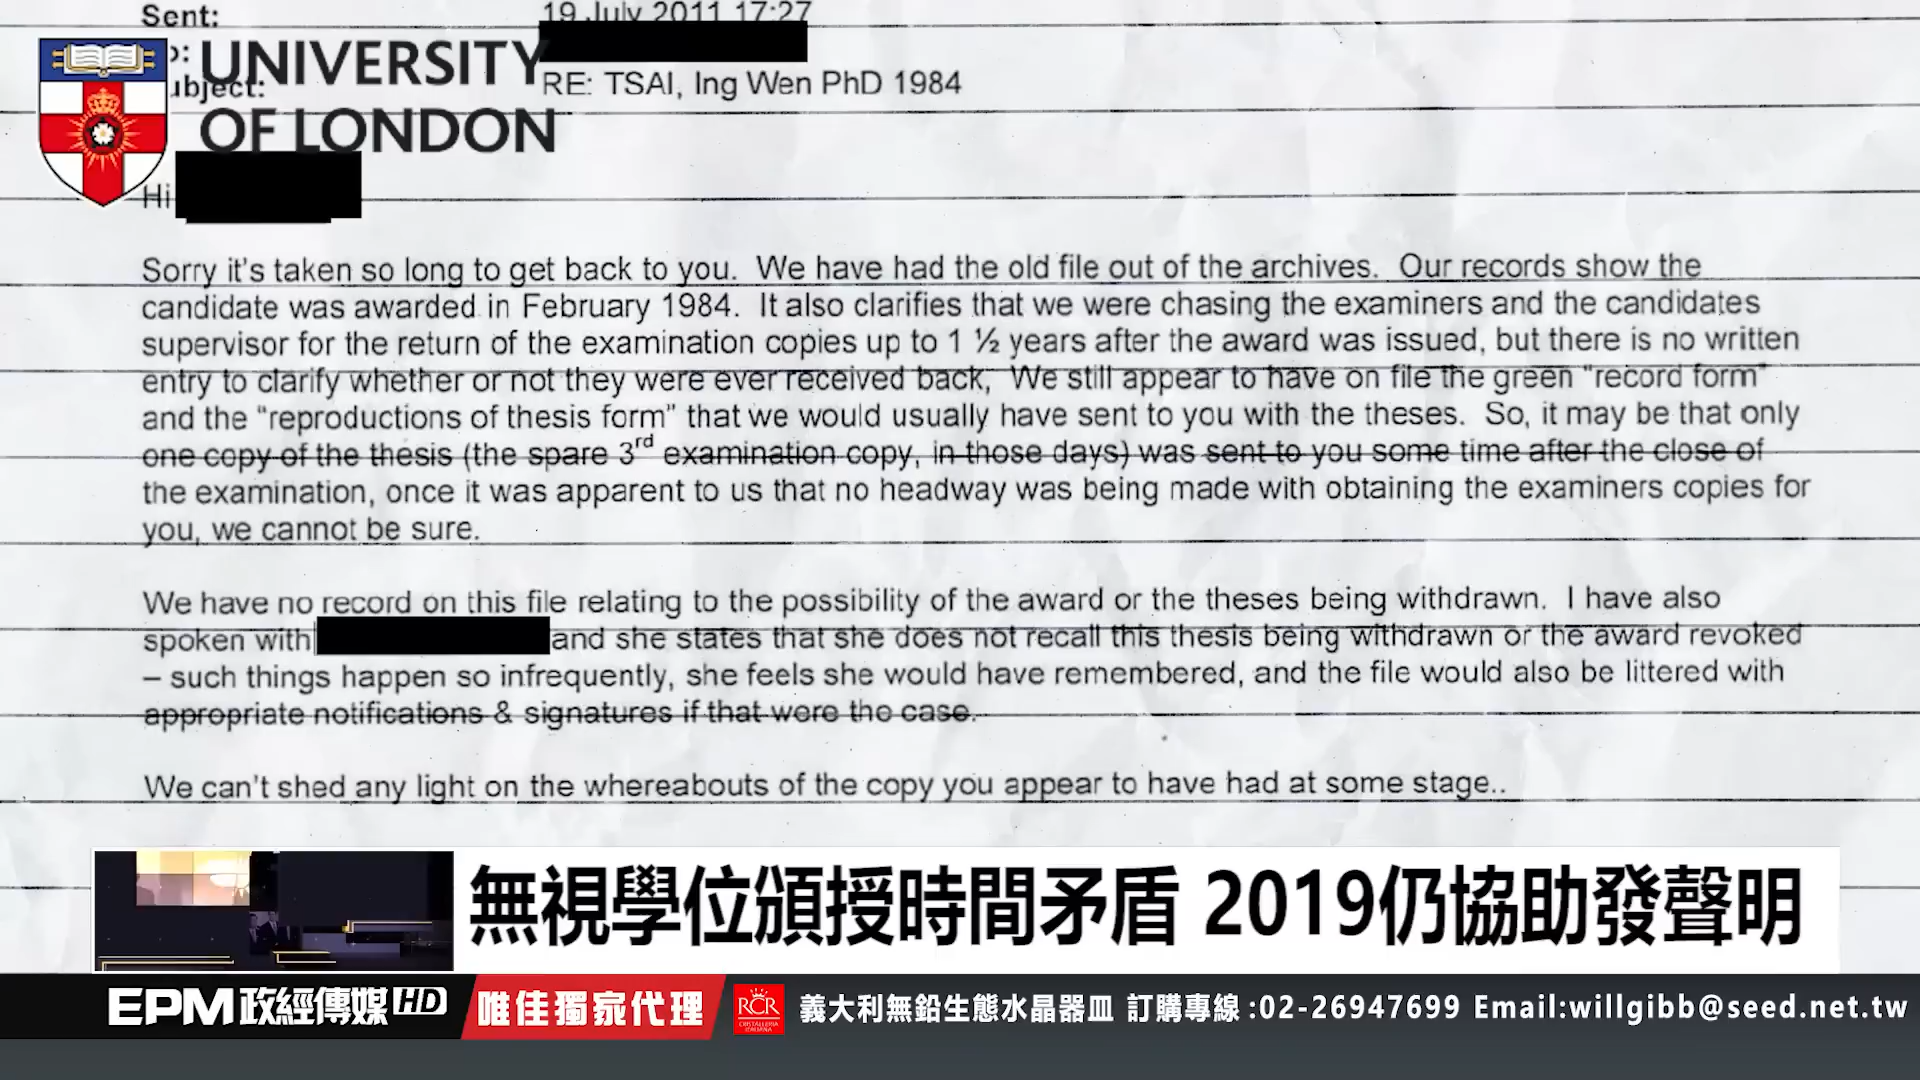 Sent: 19 July 2011 17:27
UNIVERSITY
OF LONDON
ubject: RE: TSAI, Ing Wen PhD 1984
Hi
Sorry it's taken so long to get back to you. We have had the old file out of the archives. Our records show the
candidate was awarded in February 1984. It also clarifies that we were chasing the examiners and the candidates
supervisor for the return of the examination copies up to 1 ½ years after the award was issued, but there is no written
entry to clarify whether or not they were ever received back, We still appear to have on file the green "record form"
and the "reproductions of thesis form" that we would usually have sent to you with the theses. So, it may be that only
one copy of the thesis (the spare 3rd examination copy, in those days) was sent to you some time after the close of
the examination, once it was apparent to us that no headway was being made with obtaining the examiners copies for
you, we cannot be sure.
We have no record on this file relating to the possibility of the award or the theses being withdrawn. I have also
spoken with and she states that she does not recall this thesis being withdrawn or the award revoked
– such things happen so infrequently, she feels she would have remembered, and the file would also be littered with
appropriate notifications & signatures if that were the case.
We can't shed any light on the whereabouts of the copy you appear to have had at some stage..
無視學位頒授時間矛盾 2019仍協助發聲明
EPM政經傳媒HD 唯佳獨家代理 RCR CRISTALLERIA ITALIANA 義大利無鉛生態水晶器皿 訂購專線:02-26947699 Email:willgibb@seed.net.tw